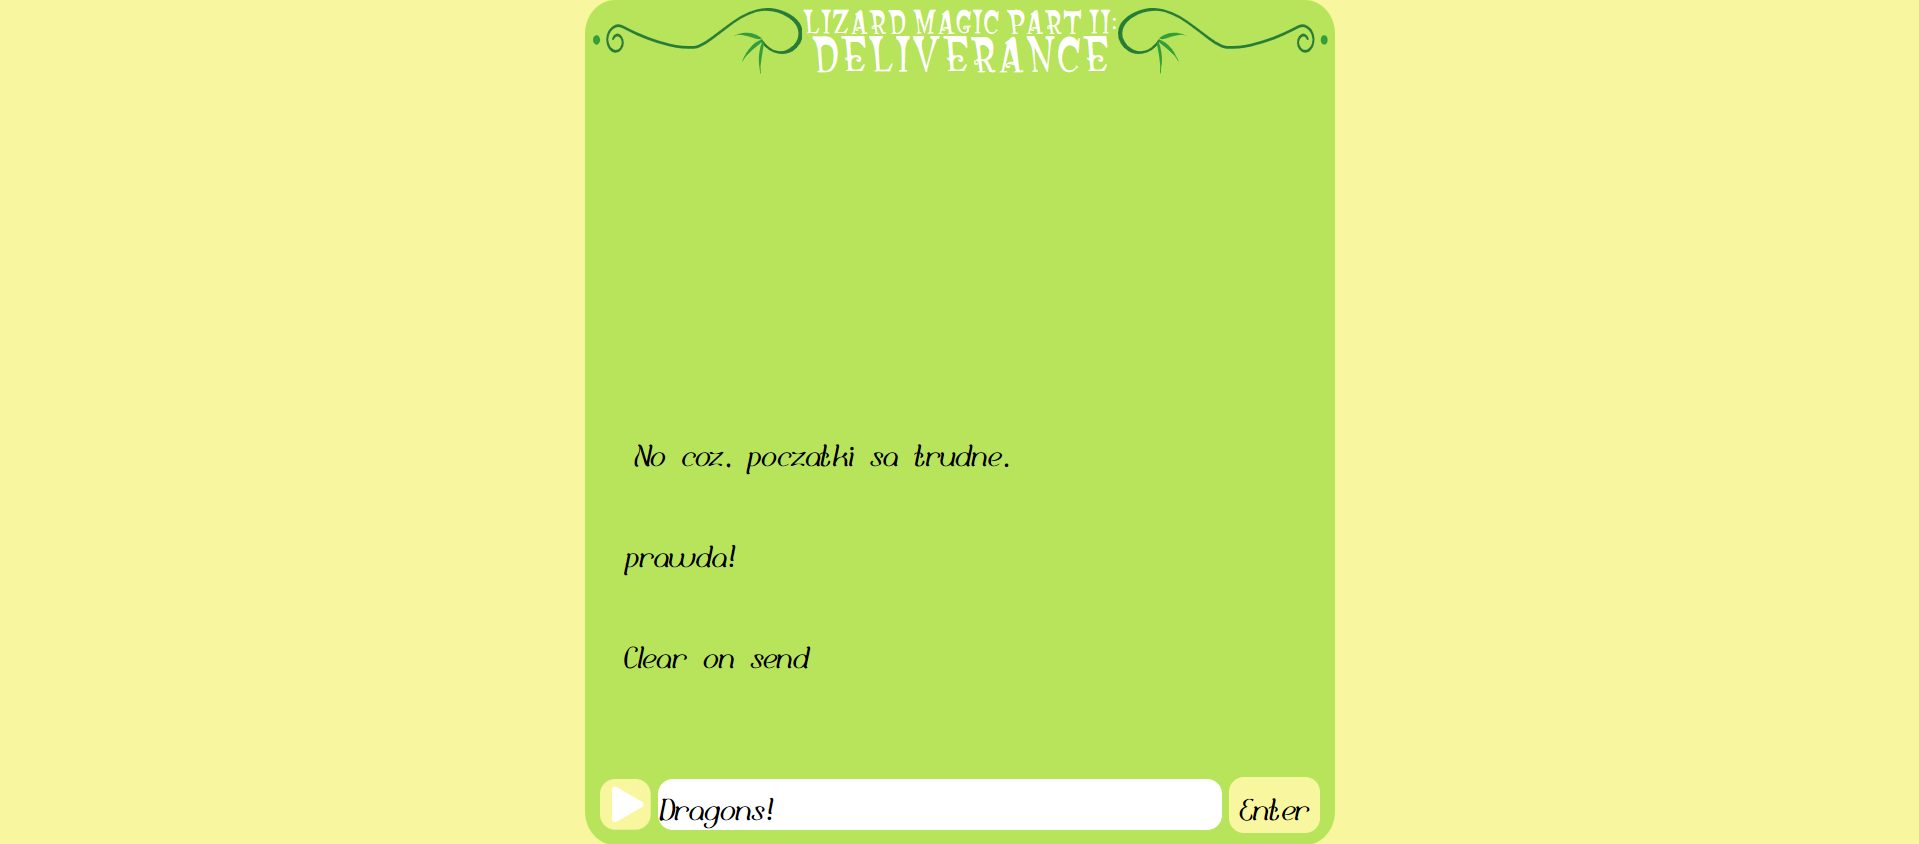 LIZARD MAGIC PART II:
DELIVERANCE
No coz. poczatki sa trudne.
prawda!
Clear on send
Dragons!
Enter